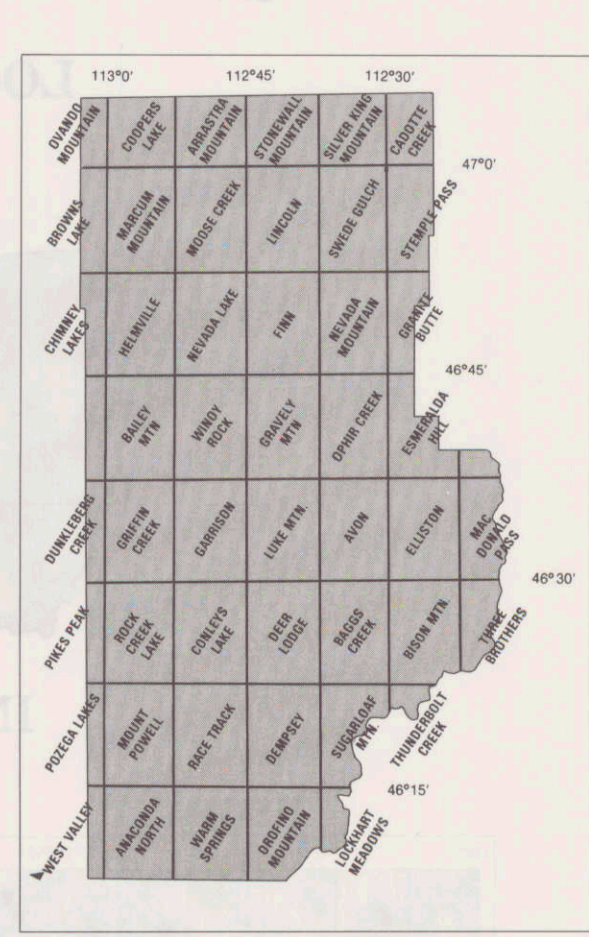 113°0'
112°45'
112°30'
OVANDO
MOUNTAIN
COOPERS
LAKE
ARRASTRA
MOUNTAIN
STONEWALL
MOUNTAIN
SILVER KING
MOUNTAIN
CADOTTE
CREEK
47°0'
BROWNS
LAKE
MARCUM
MOUNTAIN
MOOSE CREEK
LINCOLN
SWEDE GULCH
STEMPLE PASS
CHIMNEY
LAKES
HELMVILLE
NEVADA LAKE
FINN
NEVADA
MOUNTAIN
GRANITE
BUTTE
46°45'
BAILEY
MTN
WINDY
ROCK
GRAVELY
MTN
OPHIR CREEK
ESMERALDA
HILL
DUNKLEBERG
CREEK
GRIFFIN
CREEK
GARRISON
LUKE MTN.
AVON
ELLISTON
MAC
DONALD
PASS
46°30'
PIKES PEAK
ROCK
CREEK
LAKE
CONLEYS
LAKE
DEER
LODGE
BAGGS
CREEK
BISON MTN.
THREE
BROTHERS
POZEGA LAKES
MOUNT
POWELL
RACE TRACK
DEMPSEY
SUGARLOAF
MTN.
THUNDERBOLT
CREEK
46°15'
WEST VALLEY
ANACONDA
NORTH
WARM
SPRINGS
OROFINO
MOUNTAIN
LOCKHART
MEADOWS